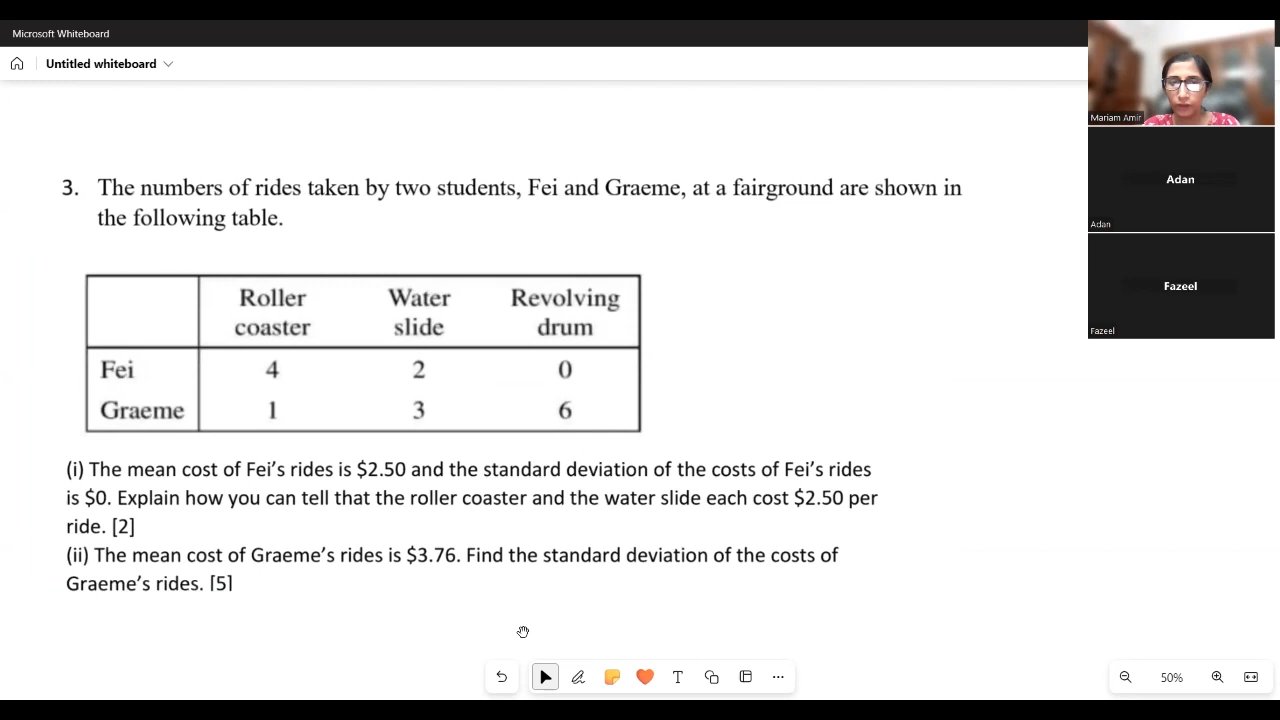 Microsoft Whiteboard
Untitled whiteboard
3. The numbers of rides taken by two students, Fei and Graeme, at a fairground are shown in
the following table.
Roller coaster Water slide Revolving drum
Fei 4 2 0
Graeme 1 3 6
(i) The mean cost of Fei's rides is $2.50 and the standard deviation of the costs of Fei's rides
is $0. Explain how you can tell that the roller coaster and the water slide each cost $2.50 per
ride. [2]
(ii) The mean cost of Graeme's rides is $3.76. Find the standard deviation of the costs of
Graeme's rides. [5]
Mariam Amir
Adan
Adan
Fazeel
Fazeel
T
50%